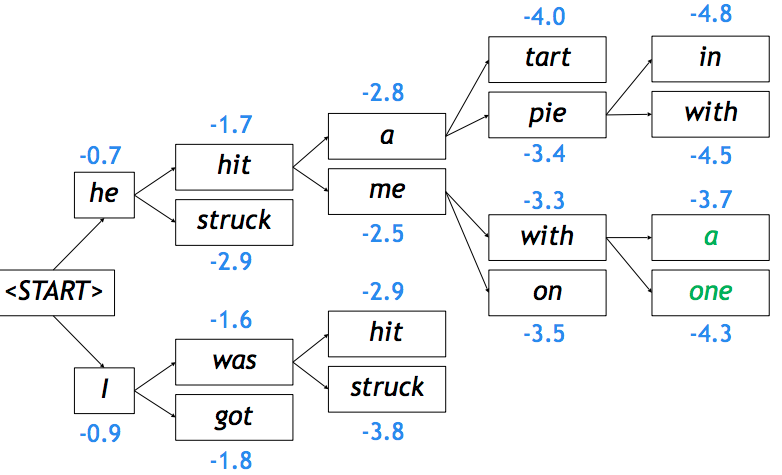 -4.0
-4.8
tart
in
-2.8
-1.7
a
pie
with
-0.7
hit
-3.4
-4.5
he
me
-3.3
-3.7
struck
-2.5
with
a
-2.9
<START>
-2.9
on
one
-1.6
hit
-3.5
-4.3
was
I
struck
got
-0.9
-3.8
-1.8